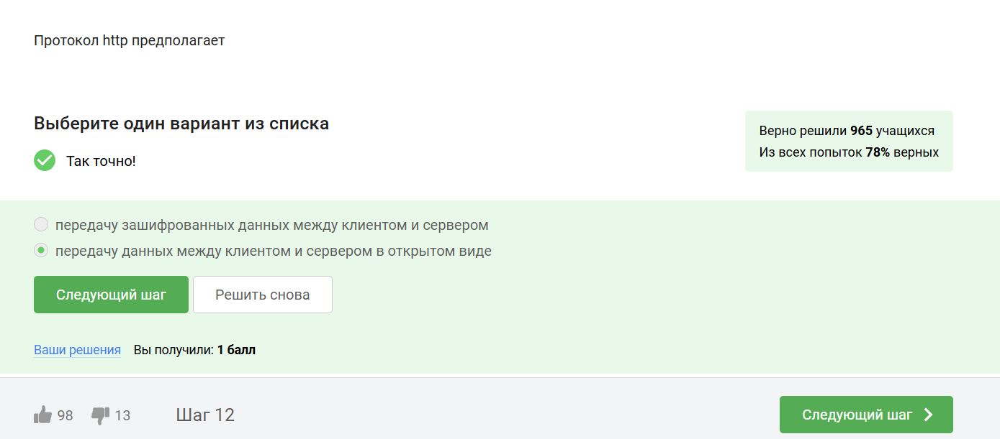 Протокол http предполагает
Выберите один вариант из списка
Так точно!
Верно решили 965 учащихся
Из всех попыток 78% верных
передачу зашифрованных данных между клиентом и сервером
передачу данных между клиентом и сервером в открытом виде
Следующий шаг
Решить снова
Ваши решения Вы получили: 1 балл
98 13 Шаг 12
Следующий шаг